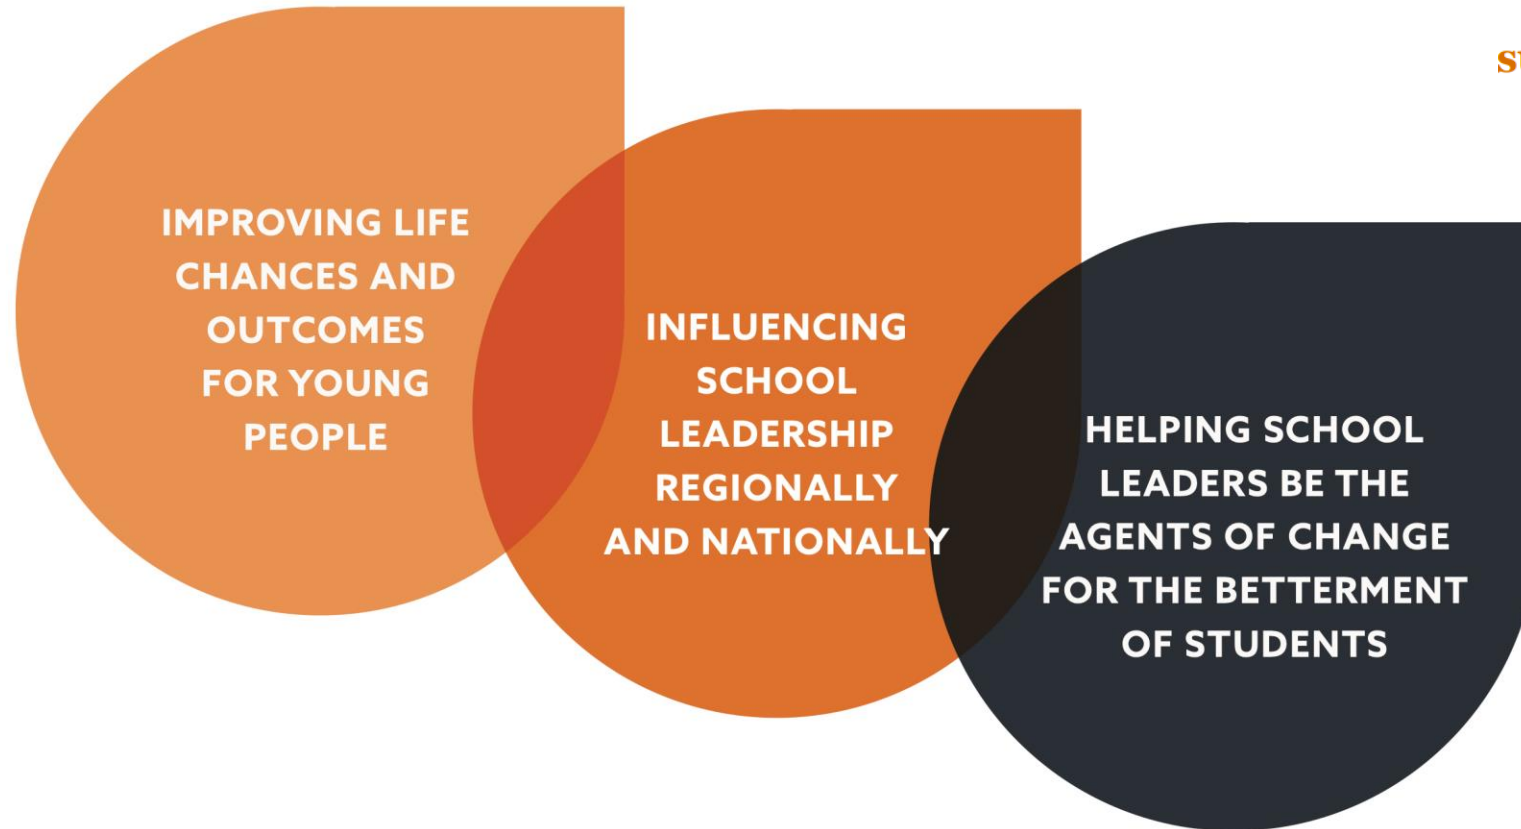 IMPROVING LIFE
CHANCES AND
OUTCOMES
FOR YOUNG
PEOPLE
INFLUENCING
SCHOOL
LEADERSHIP
REGIONALLY
AND NATIONALLY
HELPING SCHOOL
LEADERS BE THE
AGENTS OF CHANGE
FOR THE BETTERMENT
OF STUDENTS